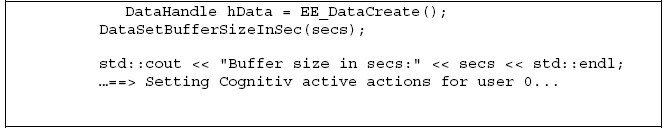 DataHandle hData = EE_DataCreate();
DataSetBufferSizeInSec(secs);
std::cout << "Buffer size in secs:" << secs << std::endl;
…==> Setting Cognitiv active actions for user 0...